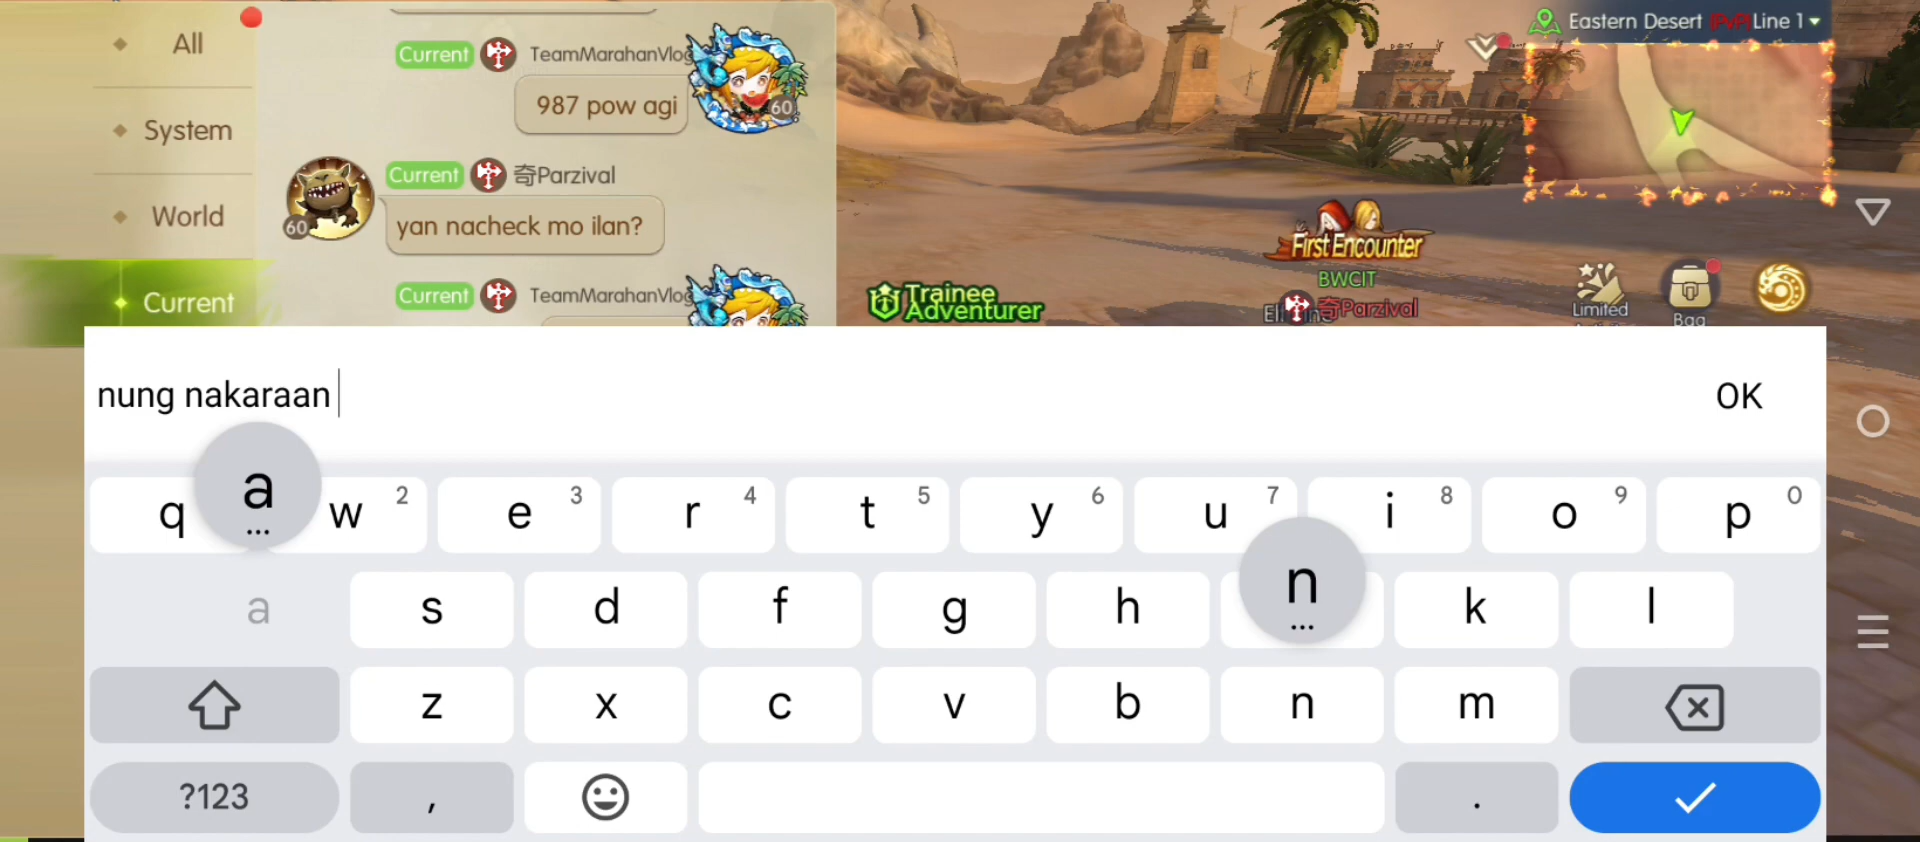 All
System
World
Current
Current TeamMarahanVlog
987 pow agi
60
Current 奇Parzival
60
yan nacheck mo ilan?
Current TeamMarahanVlog
Eastern Desert (PvP) Line 1
First Encounter
BWCIT
奇Parzival
Trainee
Adventurer
Limited
Bag
nung nakaraan
OK
q a w 2 e 3 r 4 t 5 y 6 u 7 i 8 o 9 p 0
...
a s d f g h n k l
...
z x c v b n m
?123 , .